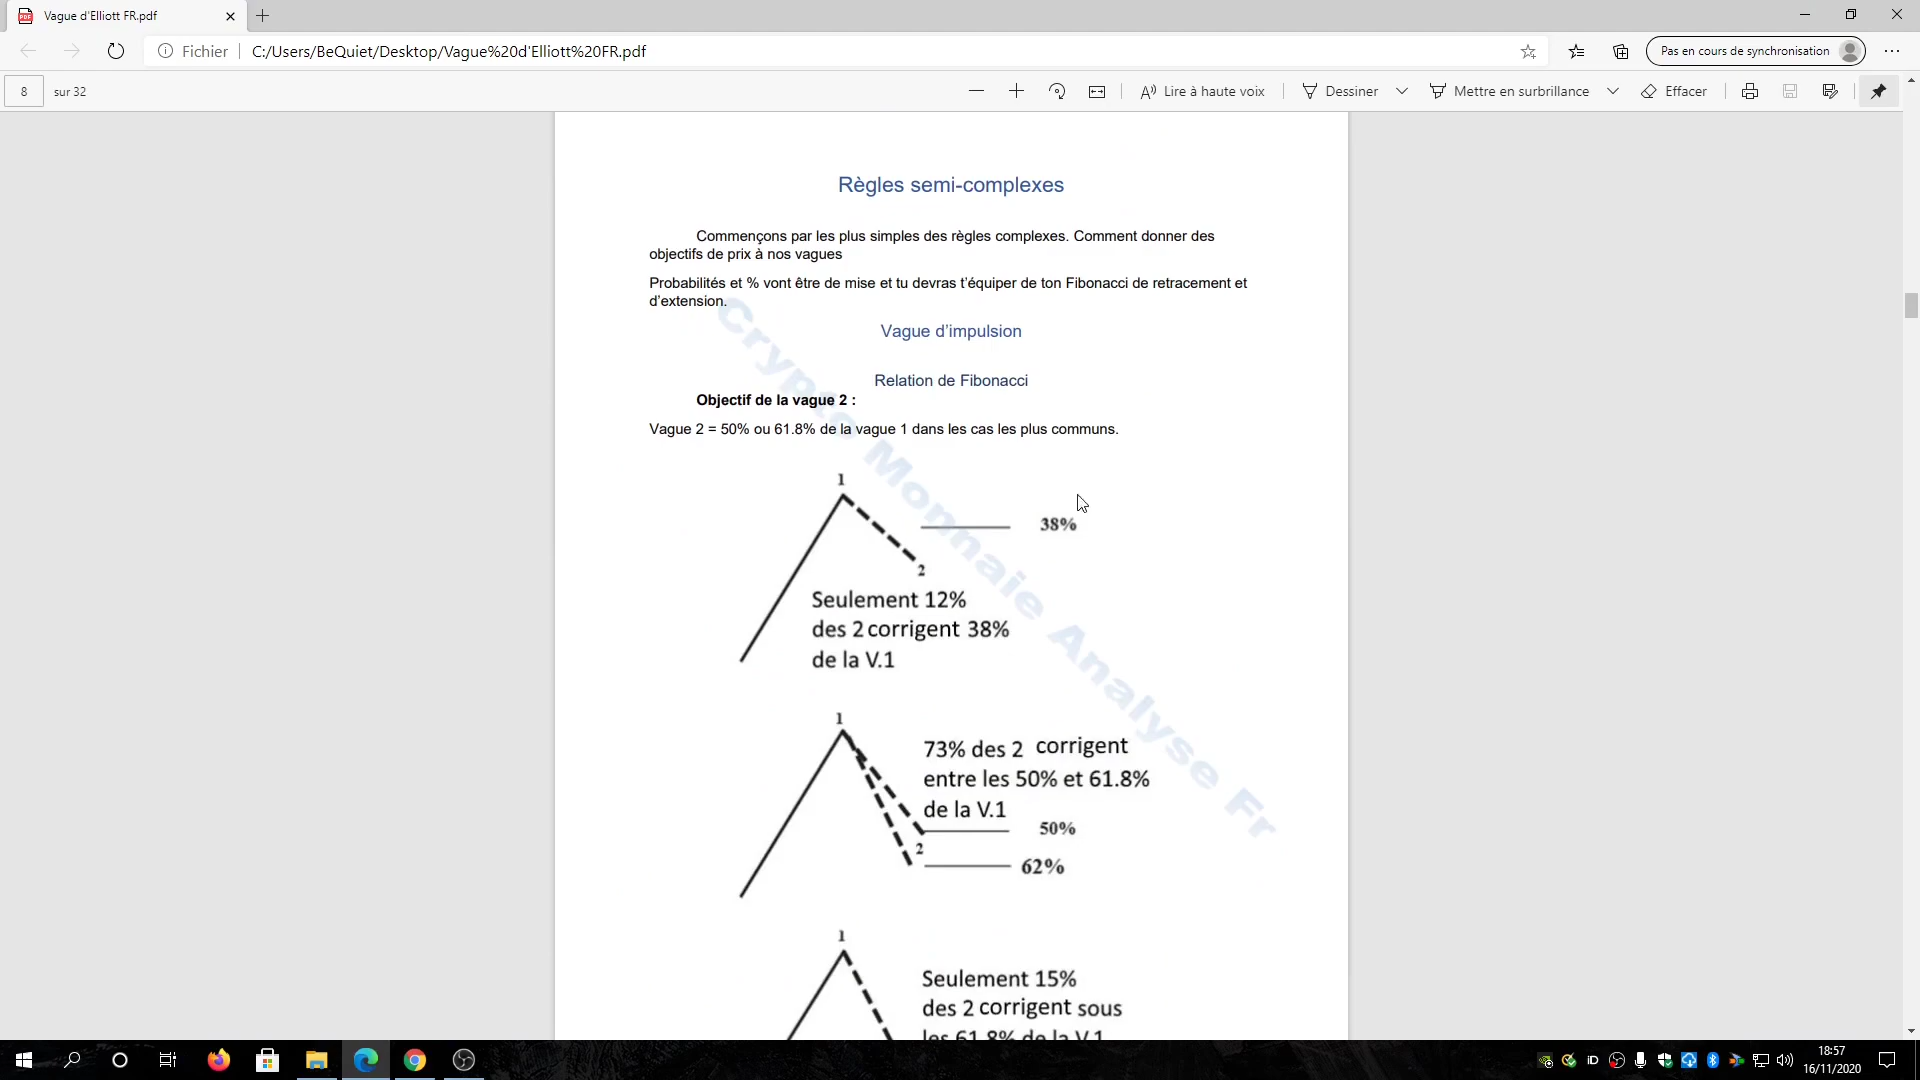 Vague d'Elliott FR.pdf
Fichier
C:/Users/BeQuiet/Desktop/Vague%20d'Elliott%20FR.pdf
Pas en cours de synchronisation
8 sur 32
Lire à haute voix
Dessiner
Mettre en surbrillance
Effacer
Règles semi-complexes
Commençons par les plus simples des règles complexes. Comment donner des
objectifs de prix à nos vagues
Probabilités et % vont être de mise et tu devras t'équiper de ton Fibonacci de retracement et
d'extension.
Vague d'impulsion
Relation de Fibonacci
Objectif de la vague 2 :
Vague 2 = 50% ou 61.8% de la vague 1 dans les cas les plus communs.
1
38%
2
Seulement 12%
des 2 corrigent 38%
de la V.1
1
73% des 2 corrigent
entre les 50% et 61.8%
de la V.1
50%
2
62%
1
Seulement 15%
des 2 corrigent sous
les 61.8% de la V.1
Crypto Monnaie Analyse Fr
18:57
16/11/2020